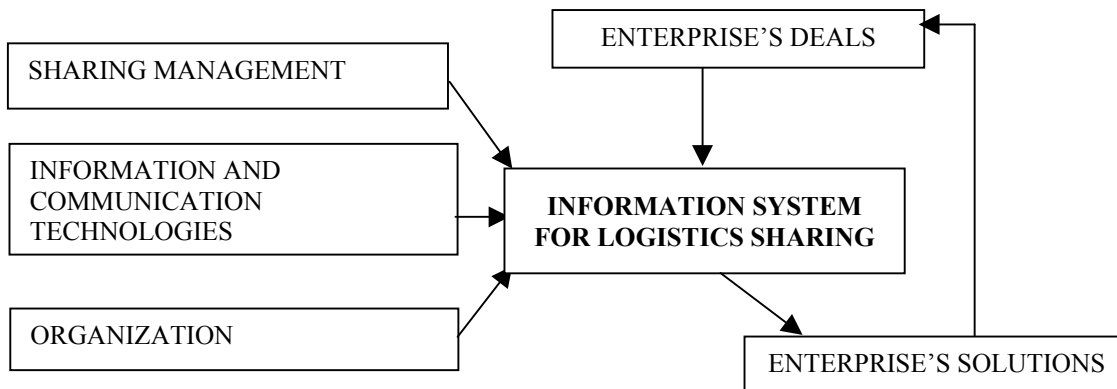 ENTERPRISE’S DEALS
SHARING MANAGEMENT
INFORMATION AND
COMMUNICATION
TECHNOLOGIES
INFORMATION SYSTEM
FOR LOGISTICS SHARING
ORGANIZATION
ENTERPRISE’S SOLUTIONS